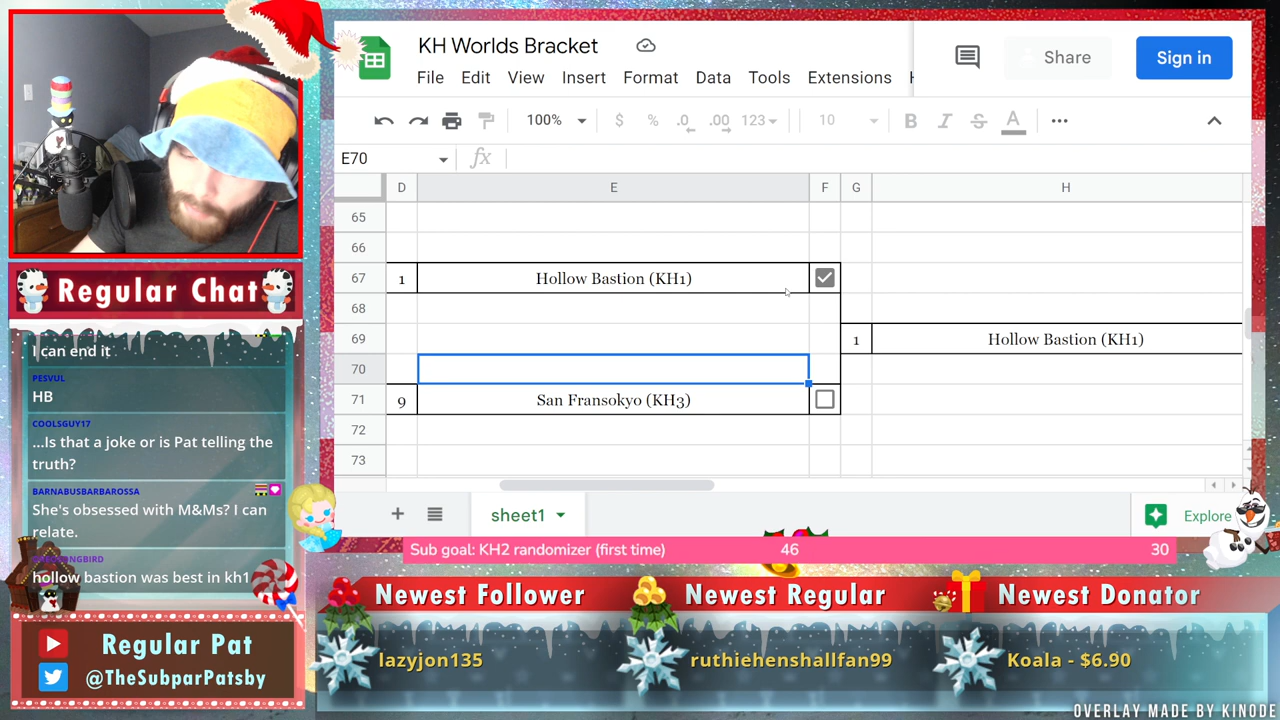 KH Worlds Bracket
File Edit View Insert Format Data Tools Extensions
Share
Sign in
100% $ % .0 .00 123 10 B I S A
E70 fx
D E F G H
65
66
67 1 Hollow Bastion (KH1)
68
69 1 Hollow Bastion (KH1)
70
71 9 San Fransokyo (KH3)
72
73
sheet1
Explore
Regular Chat
I can end it
PESVUL
HB
COOLSGUY17
...Is that a joke or is Pat telling the
truth?
BARNABUSBARBAROSSA
She's obsessed with M&Ms? I can
relate.
hollow bastion was best in kh1
Regular Pat
@TheSubparPatsby
Sub goal: KH2 randomizer (first time) 46 30
Newest Follower
lazyjon135
Newest Regular
ruthiehenshallfan99
Newest Donator
Koala - $6.90
OVERLAY MADE BY KINODE